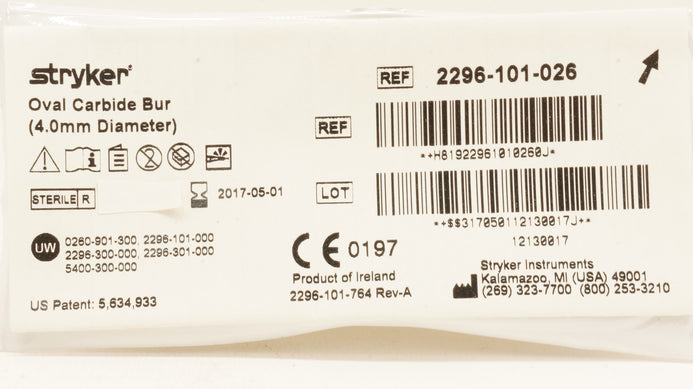 stryker®
Oval Carbide Bur
(4.0mm Diameter)
REF 2296-101-026
REF
*+H81922961010260J*
STERILE R
2017-05-01
LOT
*+$$317050112130017J+*
12130017
UW 0260-901-300, 2296-101-000
2296-300-000, 2296-301-000
5400-300-000
CE 0197
Product of Ireland
2296-101-764 Rev-A
US Patent: 5,634,933
Stryker Instruments
Kalamazoo, MI (USA) 49001
(269) 323-7700 (800) 253-3210